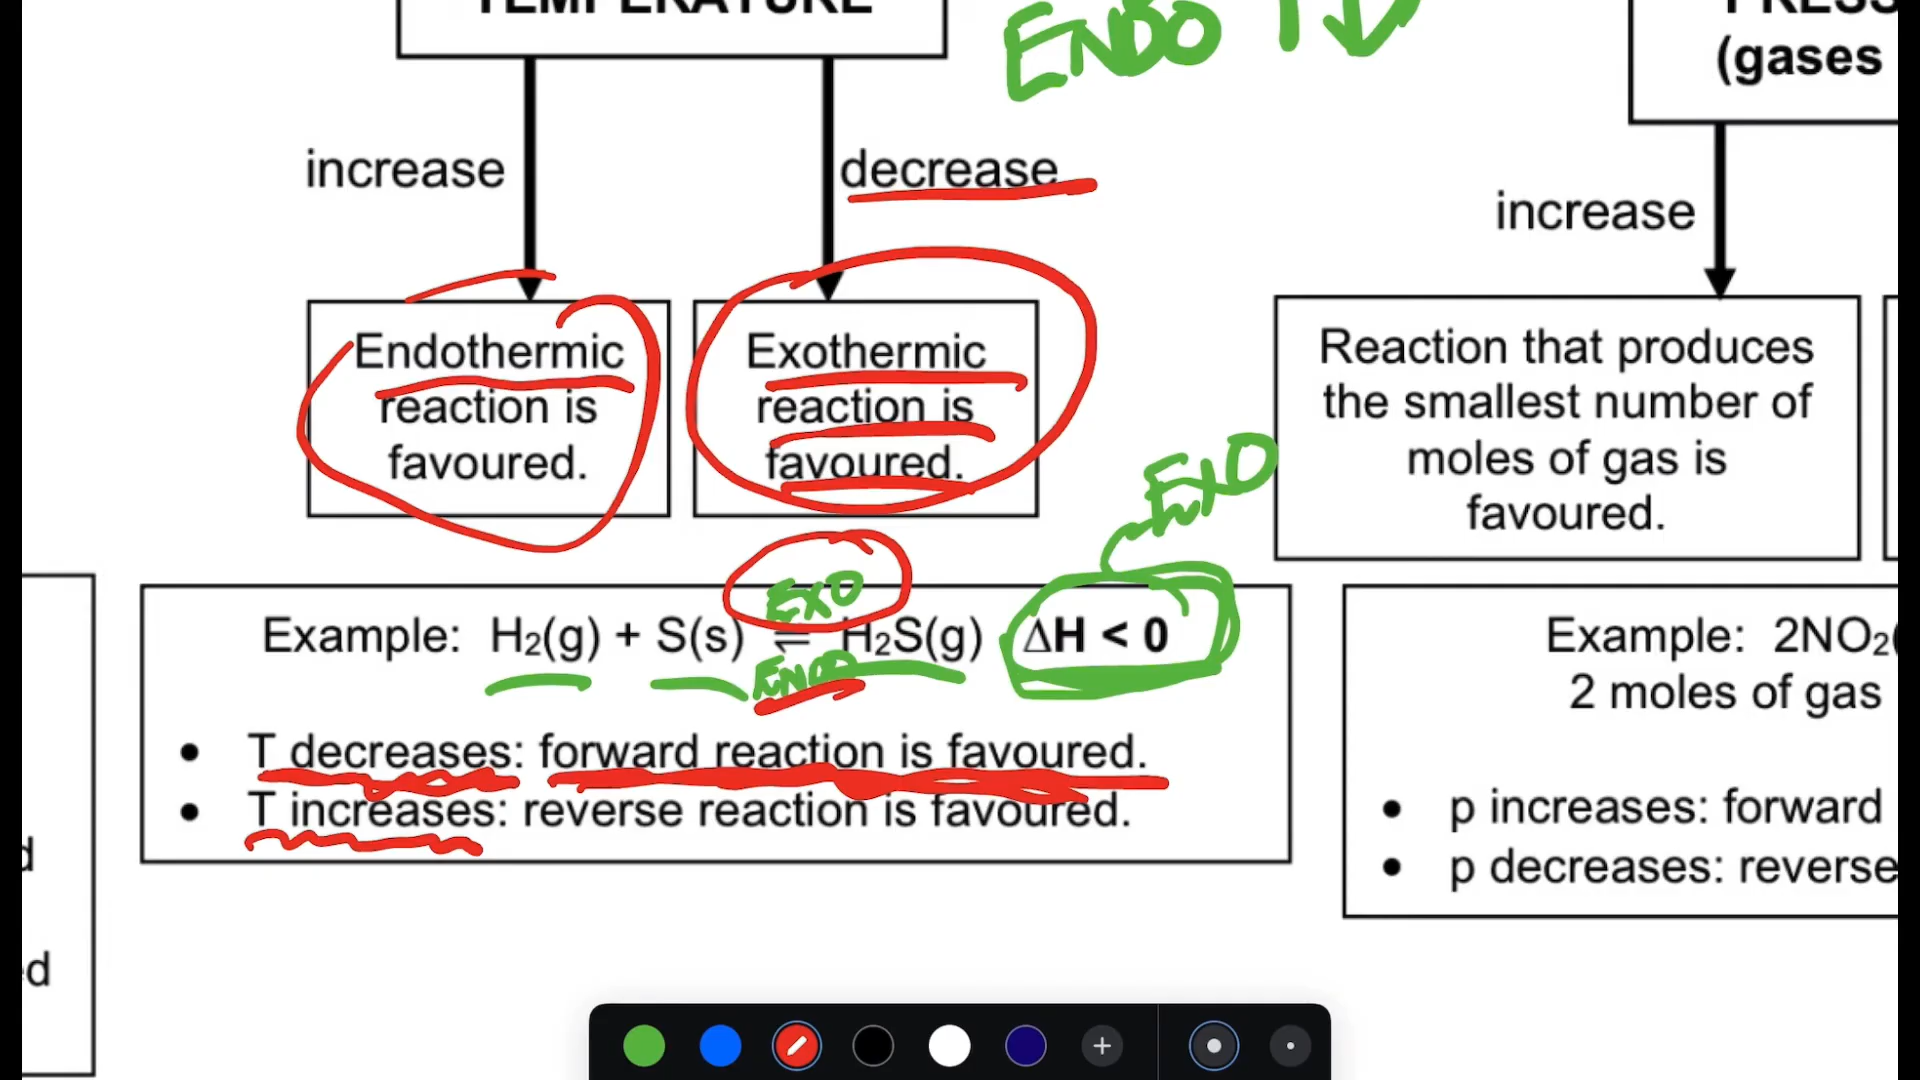 TEMPERATURE
ENDO T↓
(gases
increase
decrease
increase
Endothermic
reaction is
favoured.
Exothermic
reaction is
favoured.
Reaction that produces
the smallest number of
moles of gas is
favoured.
EXO
EXO
Example: H₂(g) + S(s) ⇌ H₂S(g) ΔH < 0
ENDO
• T decreases: forward reaction is favoured.
• T increases: reverse reaction is favoured.
Example: 2NO₂(
2 moles of gas
• p increases: forward
• p decreases: reverse
d
ed